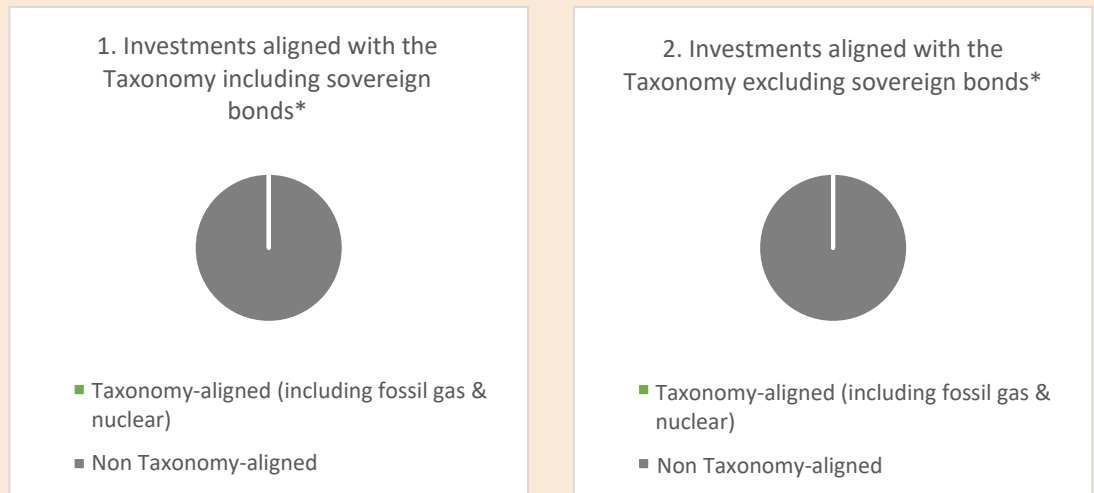 1. Investments aligned with the
Taxonomy including sovereign
bonds*
Taxonomy-aligned (including fossil gas &
nuclear)
Non Taxonomy-aligned
2. Investments aligned with the
Taxonomy excluding sovereign bonds*
Taxonomy-aligned (including fossil gas &
nuclear)
Non Taxonomy-aligned